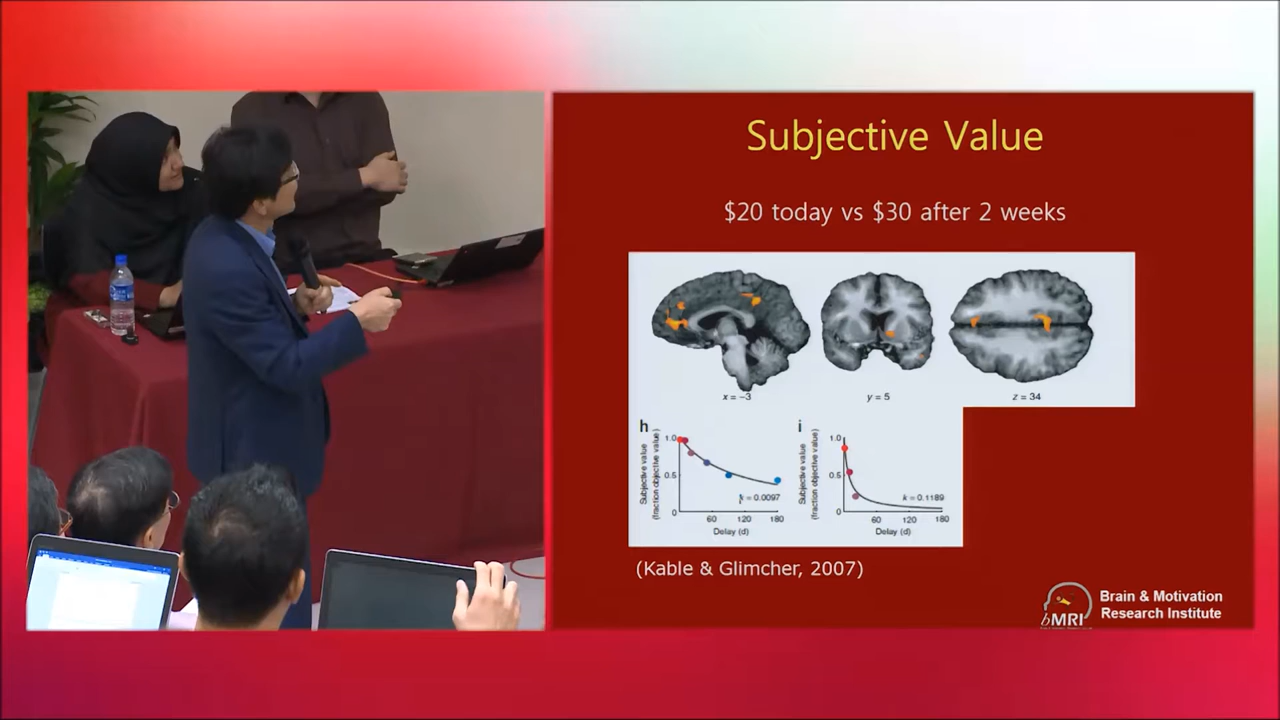 Subjective Value
$20 today vs $30 after 2 weeks
x = −3
y = 5
z = 34
h
Subjective value
(fraction objective value)
1.0
0.5
0
k = 0.0097
60
120
180
Delay (d)
i
Subjective value
(fraction objective value)
1.0
0.5
0
k = 0.1189
60
120
180
Delay (d)
(Kable & Glimcher, 2007)
bMRI
Brain & Motivation
Research Institute